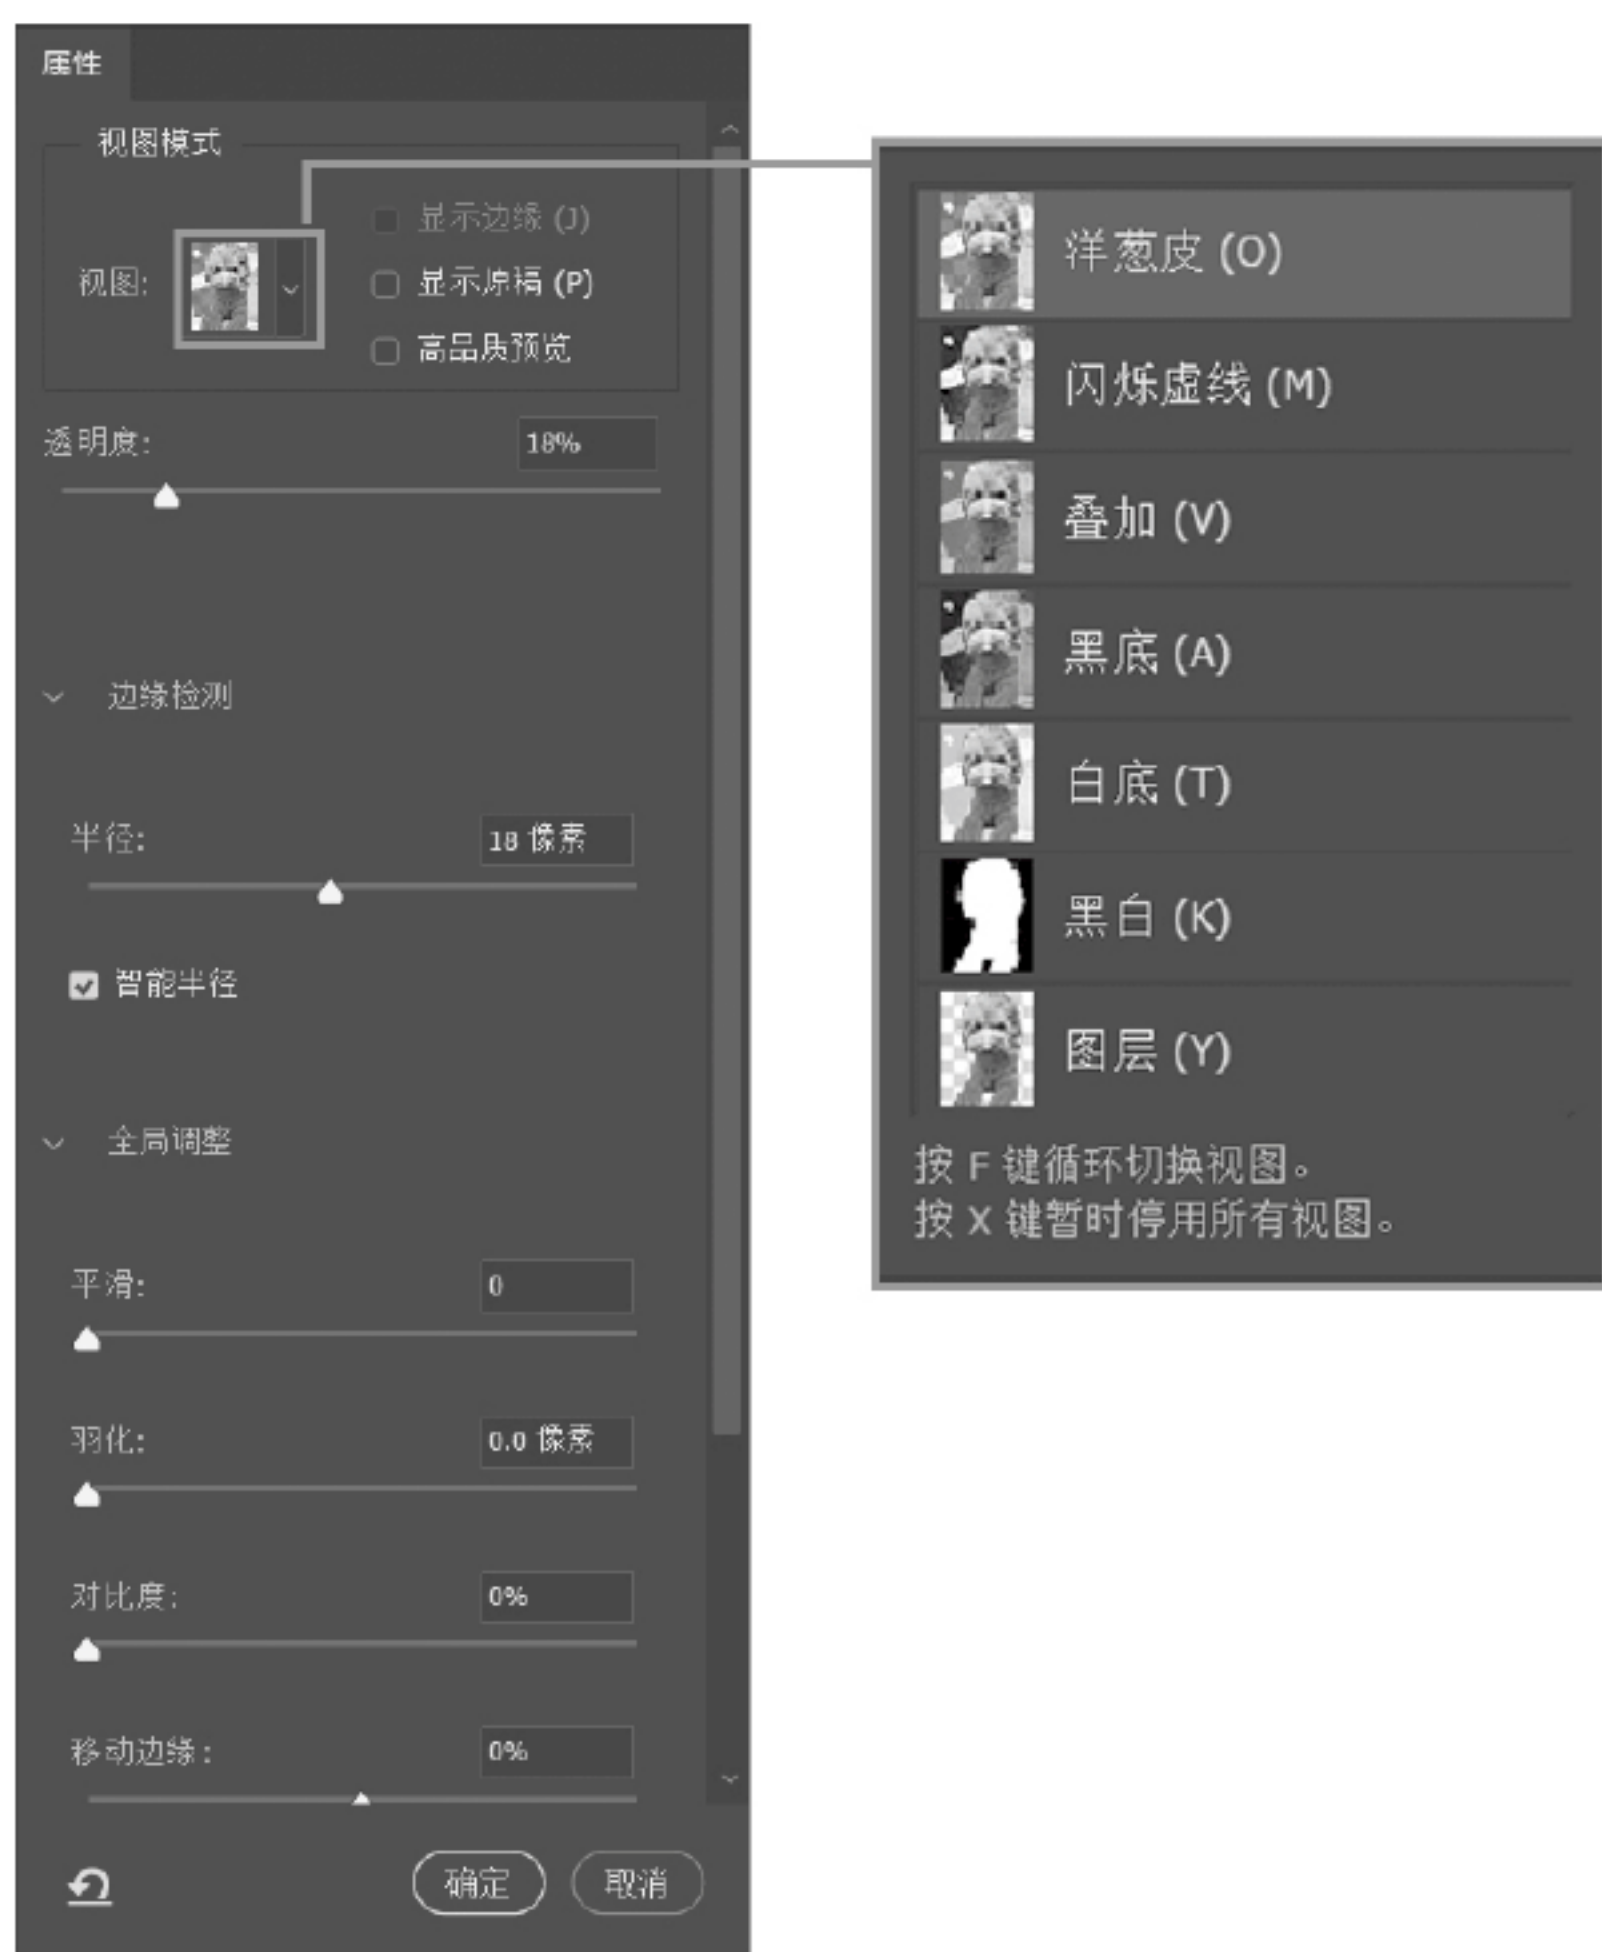 属性
视图模式
视图:
显示边缘 (J)
显示原稿 (P)
高品质预览
透明度:
18%
边缘检测
半径:
18 像素
智能半径
全局调整
平滑:
0
羽化:
0.0 像素
对比度:
0%
移动边缘:
0%
确定
取消
洋葱皮 (O)
闪烁虚线 (M)
叠加 (V)
黑底 (A)
白底 (T)
黑白 (K)
图层 (Y)
按 F 键循环切换视图。
按 X 键暂时停用所有视图。